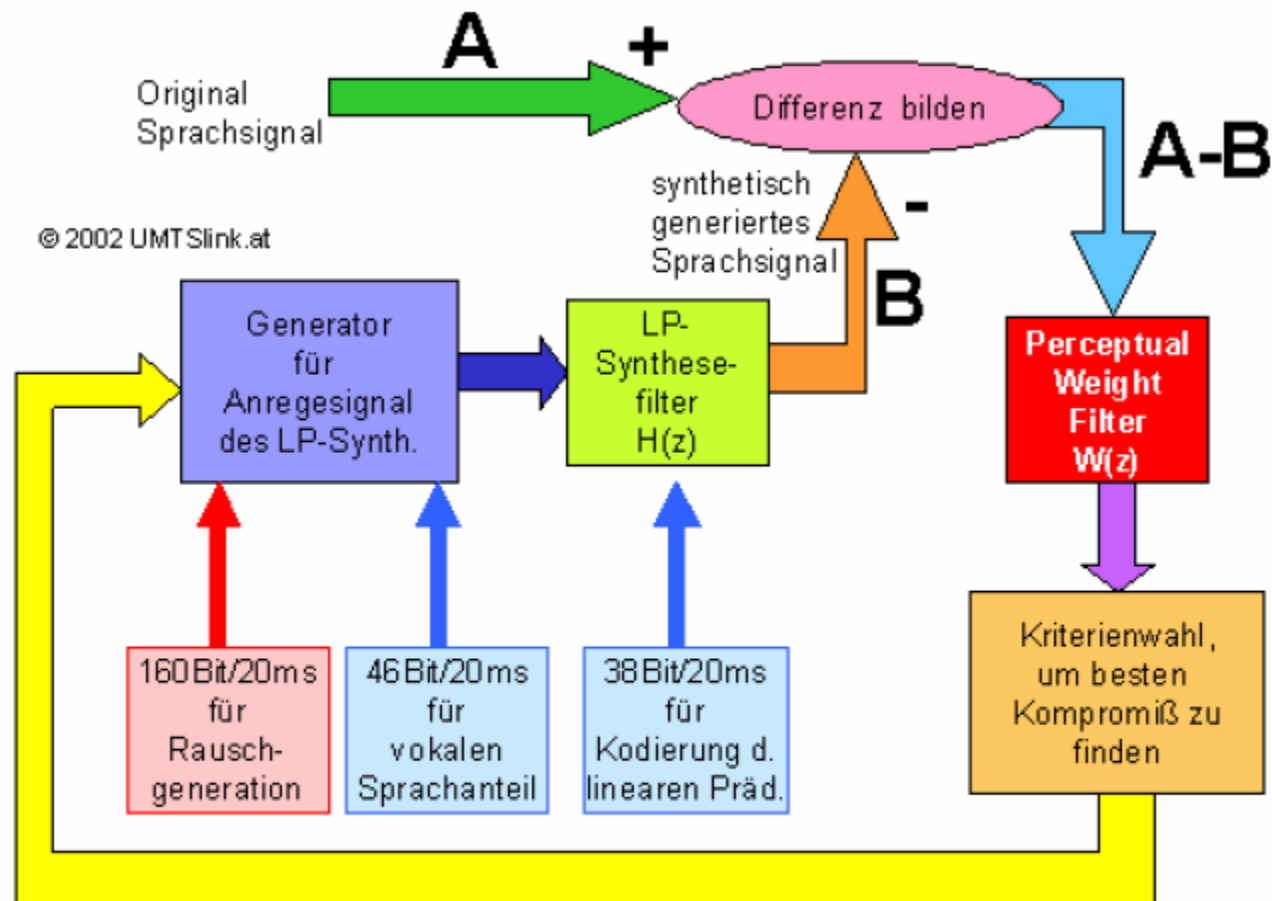 A
+
Original
Sprachsignal
Differenz bilden
A-B
synthetisch
generiertes
Sprachsignal
-
B
© 2002 UMTSlink.at
Generator
für
Anregesignal
des LP-Synth.
LP-
Synthese-
filter
H(z)
Perceptual
Weight
Filter
W(z)
160Bit/20ms
für
Rausch-
generation
46Bit/20ms
für
vokalen
Sprachanteil
38Bit/20ms
für
Kodierung d.
linearen Präd.
Kriterienwahl,
um besten
Kompromiß zu
finden